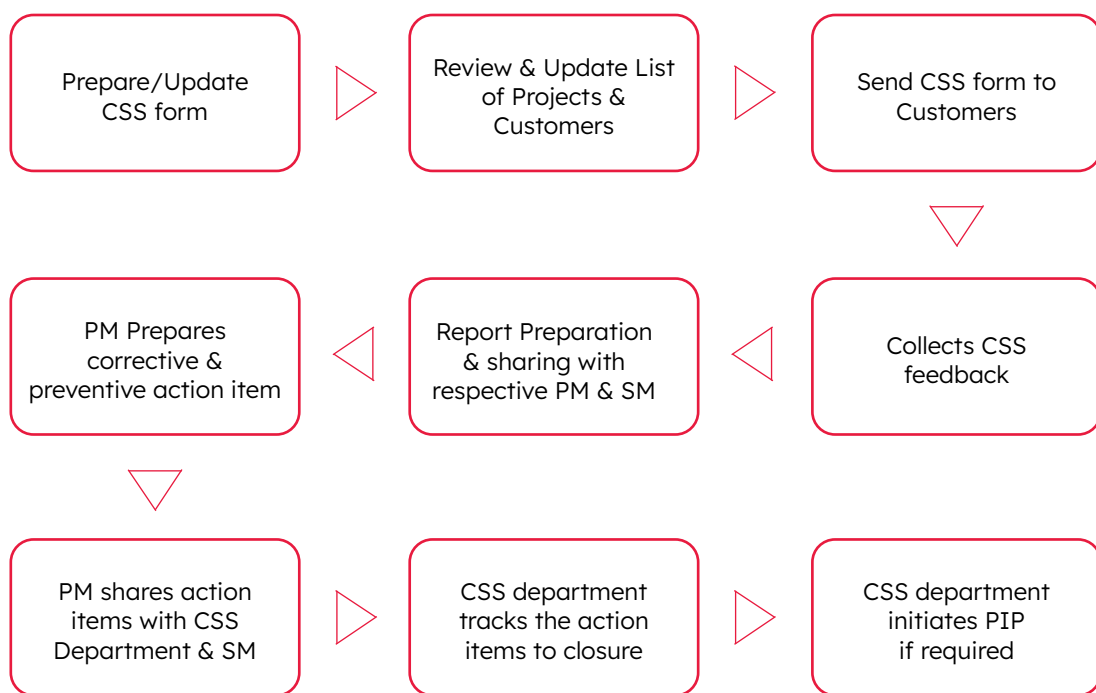 Prepare/Update
CSS form
Review & Update List
of Projects &
Customers
Send CSS form to
Customers
Collects CSS
feedback
Report Preparation
& sharing with
respective PM & SM
PM Prepares
corrective &
preventive action item
PM shares action
items with CSS
Department & SM
CSS department
tracks the action
items to closure
CSS department
initiates PIP
if required